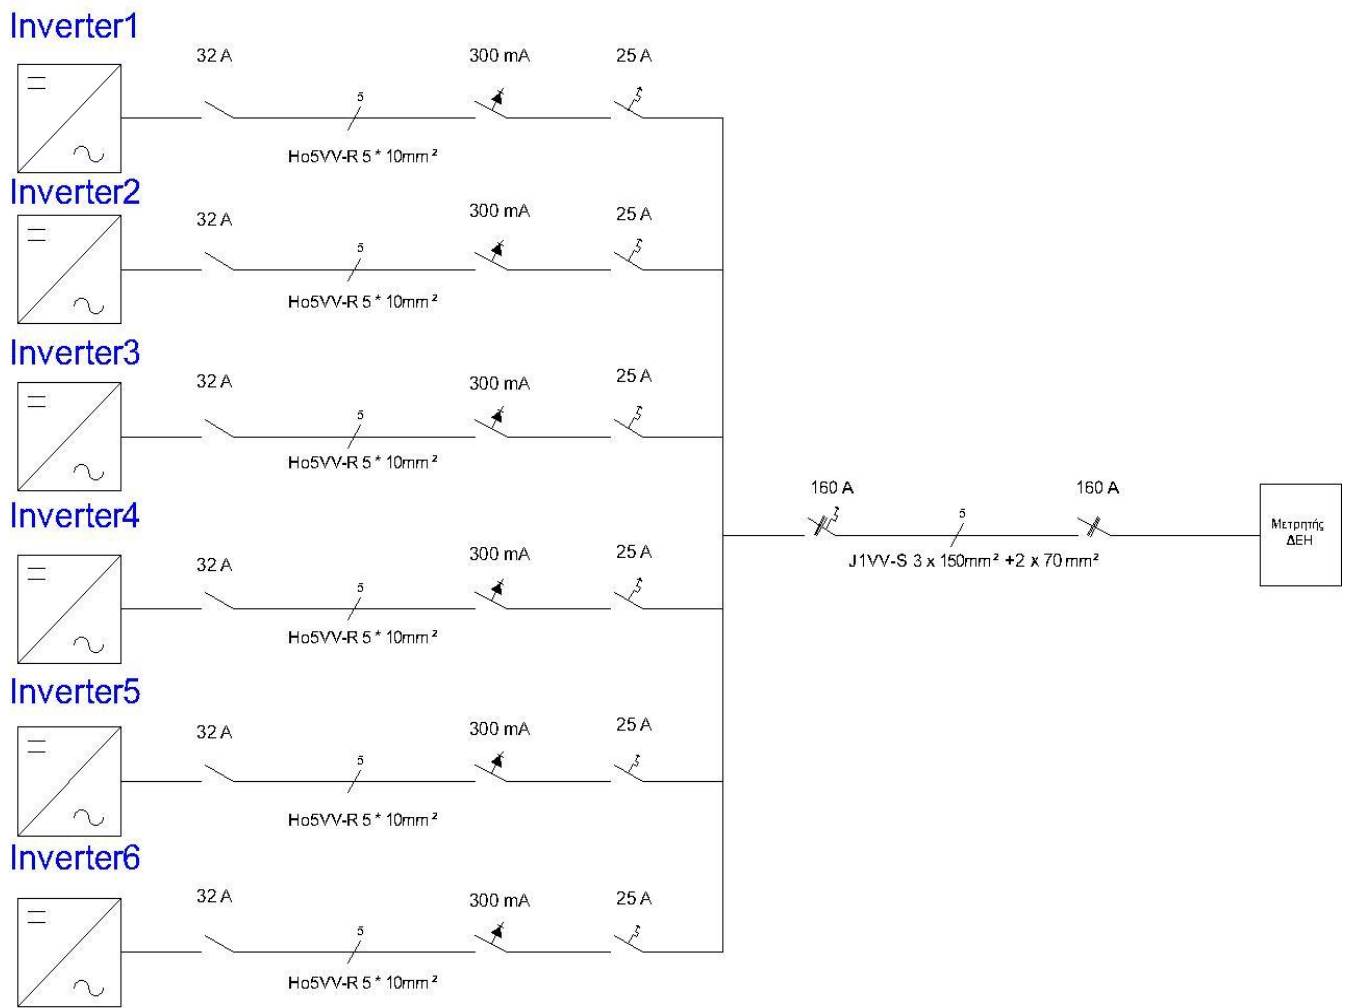 Inverter1
32 A
300 mA
25 A
5
Ho5VV-R 5 * 10mm²
Inverter2
32 A
300 mA
25 A
5
Ho5VV-R 5 * 10mm²
Inverter3
32 A
300 mA
25 A
5
Ho5VV-R 5 * 10mm²
160 A
160 A
5
J1VV-S 3 x 150mm² +2 x 70 mm²
Μετρητής
ΔΕΗ
Inverter4
32 A
300 mA
25 A
5
Ho5VV-R 5 * 10mm²
Inverter5
32 A
300 mA
25 A
5
Ho5VV-R 5 * 10mm²
Inverter6
32 A
300 mA
25 A
5
Ho5VV-R 5 * 10mm²